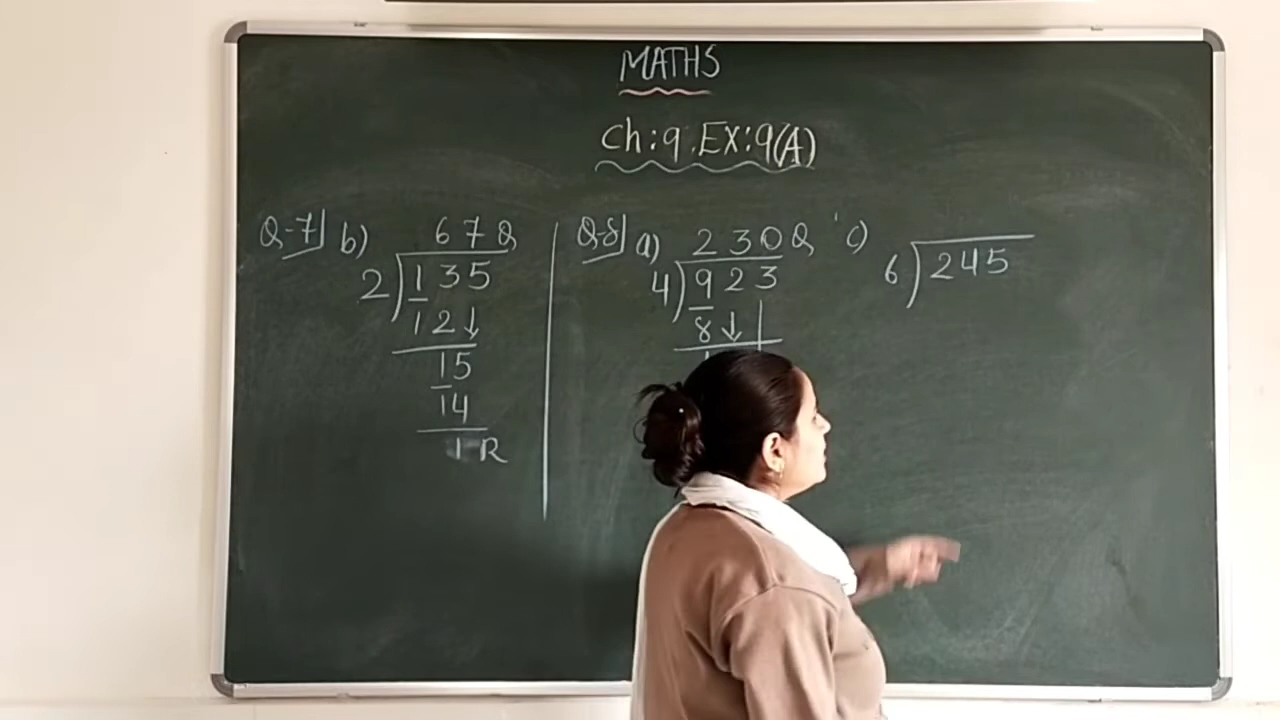 MATHS
Ch:9. Ex:9(A)
Q-7] b)
67 Q
2)135
12↓
15
14
1 R
Q-8] a)
230 Q
4)923
8↓
c)
6)245